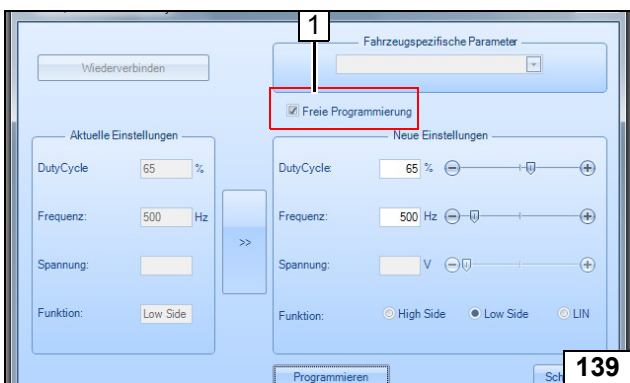 1
Fahrzeugspezifische Parameter
Wiederverbinden
Freie Programmierung
Aktuelle Einstellungen
Neue Einstellungen
DutyCycle 65 %
DutyCycle: 65 %
Frequenz: 500 Hz
Frequenz: 500 Hz
>>
Spannung:
Spannung: V
Funktion: Low Side
Funktion: High Side Low Side LIN
Programmieren
139